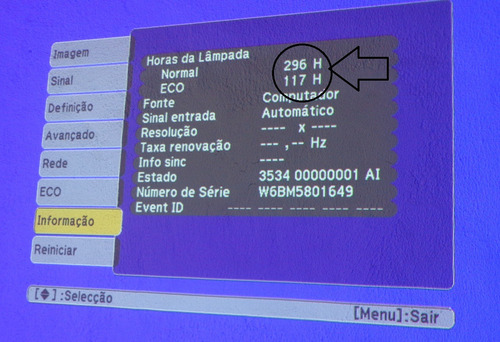 Imagem
Sinal
Definição
Avançado
Rede
ECO
Informação
Reiniciar
Horas da Lâmpada
Normal 296 H
ECO 117 H
Fonte Computador
Sinal entrada Automático
Resolução ---- x ----
Taxa renovação --- ,-- Hz
Info sinc ----
Estado 3534 00000001 AI
Número de Série W6BM5801649
Event ID ---- ---- ---- ---- ----
[◆] :Selecção
[Menu]:Sair